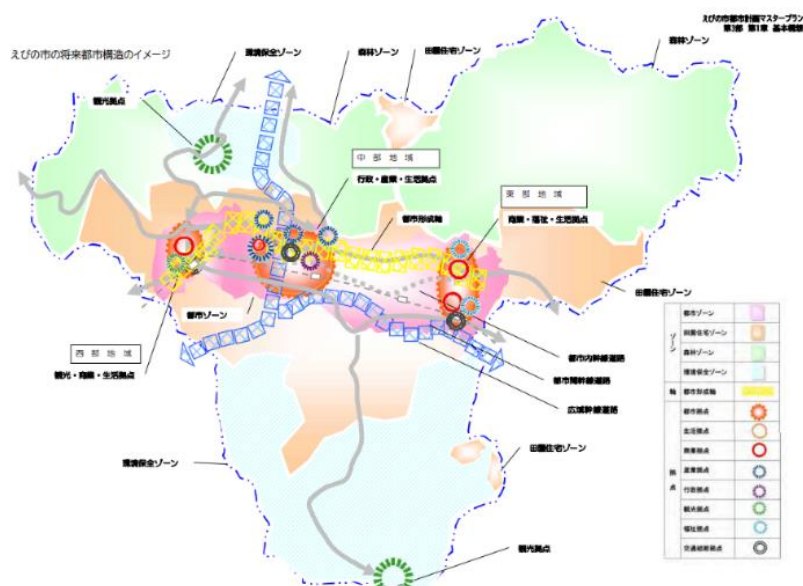 えびの市都市計画マスタープラン
第3部 第1章 基本構想
えびの市の将来都市構造のイメージ
環境保全ゾーン
森林ゾーン
田園住宅ゾーン
森林ゾーン
観光拠点
中部地域
行政・産業・生活拠点
東部地域
商業・福祉・生活拠点
都市形成軸
田園住宅ゾーン
都市ゾーン
西部地域
観光・商業・生活拠点
都市内幹線道路
都市間幹線道路
広域幹線道路
環境保全ゾーン
田園住宅ゾーン
観光拠点
ゾーン
都市ゾーン
田園住宅ゾーン
森林ゾーン
環境保全ゾーン
軸
都市形成軸
拠点
都市拠点
生活拠点
商業拠点
産業拠点
行政拠点
観光拠点
福祉拠点
交通結節拠点